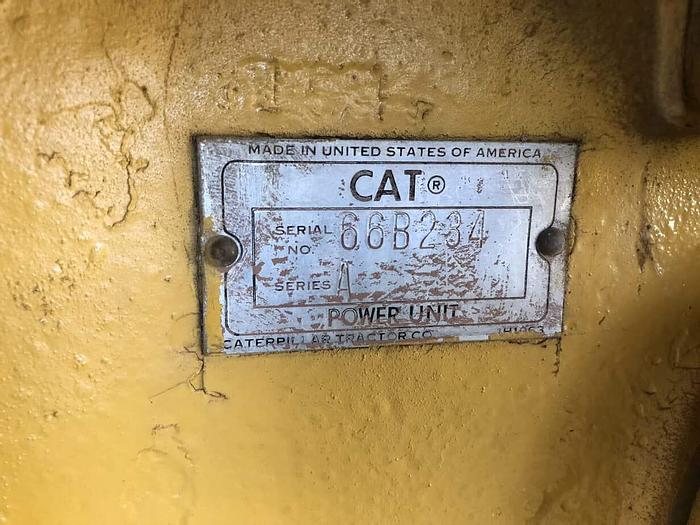 MADE IN UNITED STATES OF AMERICA
CAT®
SERIAL NO. 66B234
SERIES A
POWER UNIT
CATERPILLAR TRACTOR CO.